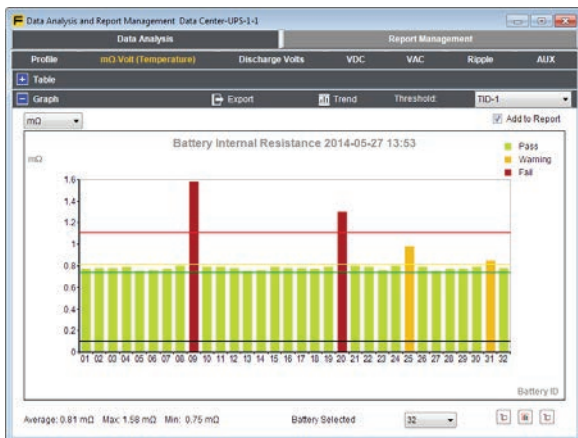 Data Analysis and Report Management Data Center-UPS-1-1
Data Analysis Report Management
Profile mΩ Volt (Temperature) Discharge Volts VDC VAC Ripple AUX
Table
Graph Export Trend Threshold: TID-1
mΩ Add to Report
Battery Internal Resistance 2014-05-27 13:53
Pass
Warning
Fail
mΩ
1.6
1.4
1.2
1
0.8
0.6
0.4
0.2
0
01 02 03 04 05 06 07 08 09 10 11 12 13 14 15 16 17 18 19 20 21 22 23 24 25 26 27 28 29 30 31 32
Battery ID
Average: 0.81 mΩ Max: 1.58 mΩ Min: 0.75 mΩ Battery Selected 32